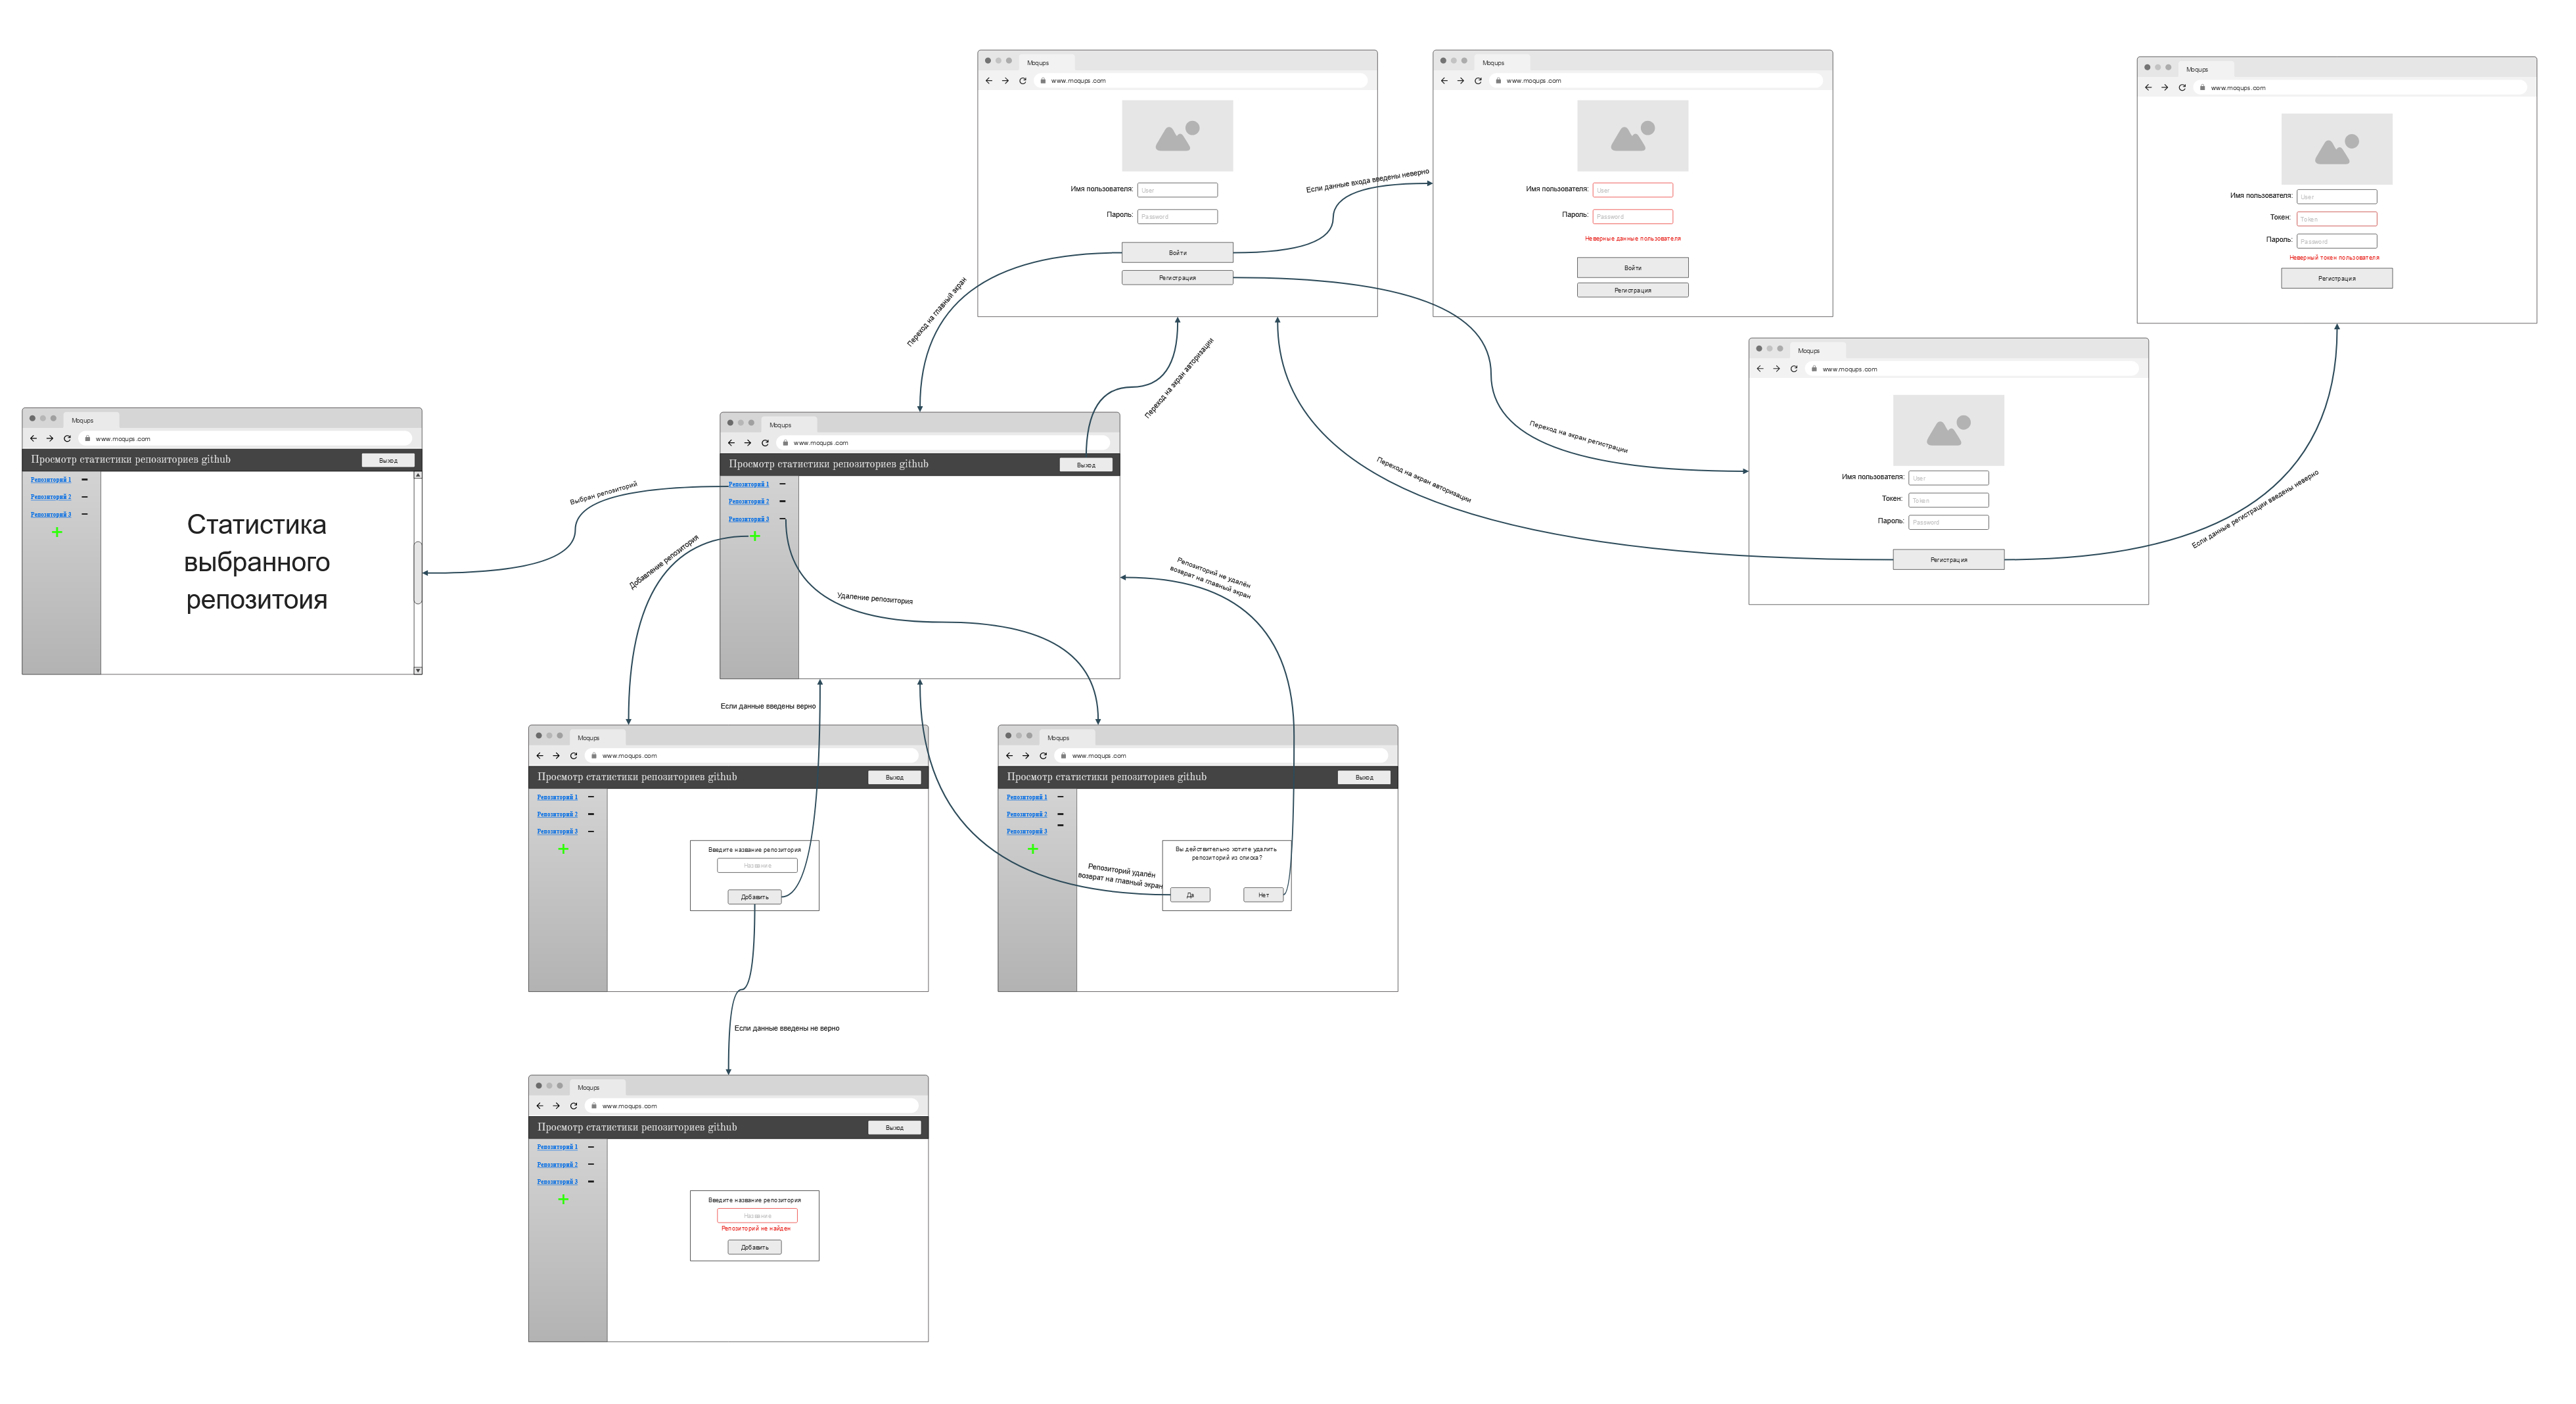 Moqups
www.moqups.com
Имя пользователя:
User
Пароль:
Password
Войти
Регистрация
Если данные входа введены неверно
Moqups
www.moqups.com
Имя пользователя:
User
Пароль:
Password
Неверные данные пользователя
Войти
Регистрация
Moqups
www.moqups.com
Имя пользователя:
User
Токен:
Token
Пароль:
Password
Неверный токен пользователя
Регистрация
Переход на главный экран
Переход на экран авторизации
Переход на экран регистрации
Переход на экран авторизации
Moqups
www.moqups.com
Имя пользователя:
User
Токен:
Token
Пароль:
Password
Регистрация
Если данные регистрации введены неверно
Moqups
www.moqups.com
Просмотр статистики репозиториев github
Выход
Репозиторий 1
Репозиторий 2
Репозиторий 3
Статистика
выбранного
репозитоия
Выбран репозиторий
Moqups
www.moqups.com
Просмотр статистики репозиториев github
Выход
Репозиторий 1
Репозиторий 2
Репозиторий 3
Добавление репозитория
Удаление репозитория
Репозиторий не удалён
возврат на главный экран
Если данные введены верно
Moqups
www.moqups.com
Просмотр статистики репозиториев github
Выход
Репозиторий 1
Репозиторий 2
Репозиторий 3
Введите название репозитория
Название
Добавить
Репозиторий удалён
возврат на главный экран
Moqups
www.moqups.com
Просмотр статистики репозиториев github
Выход
Репозиторий 1
Репозиторий 2
Репозиторий 3
Вы действительно хотите удалить
репозиторий из списка?
Да
Нет
Если данные введены не верно
Moqups
www.moqups.com
Просмотр статистики репозиториев github
Выход
Репозиторий 1
Репозиторий 2
Репозиторий 3
Введите название репозитория
Название
Репозиторий не найден
Добавить